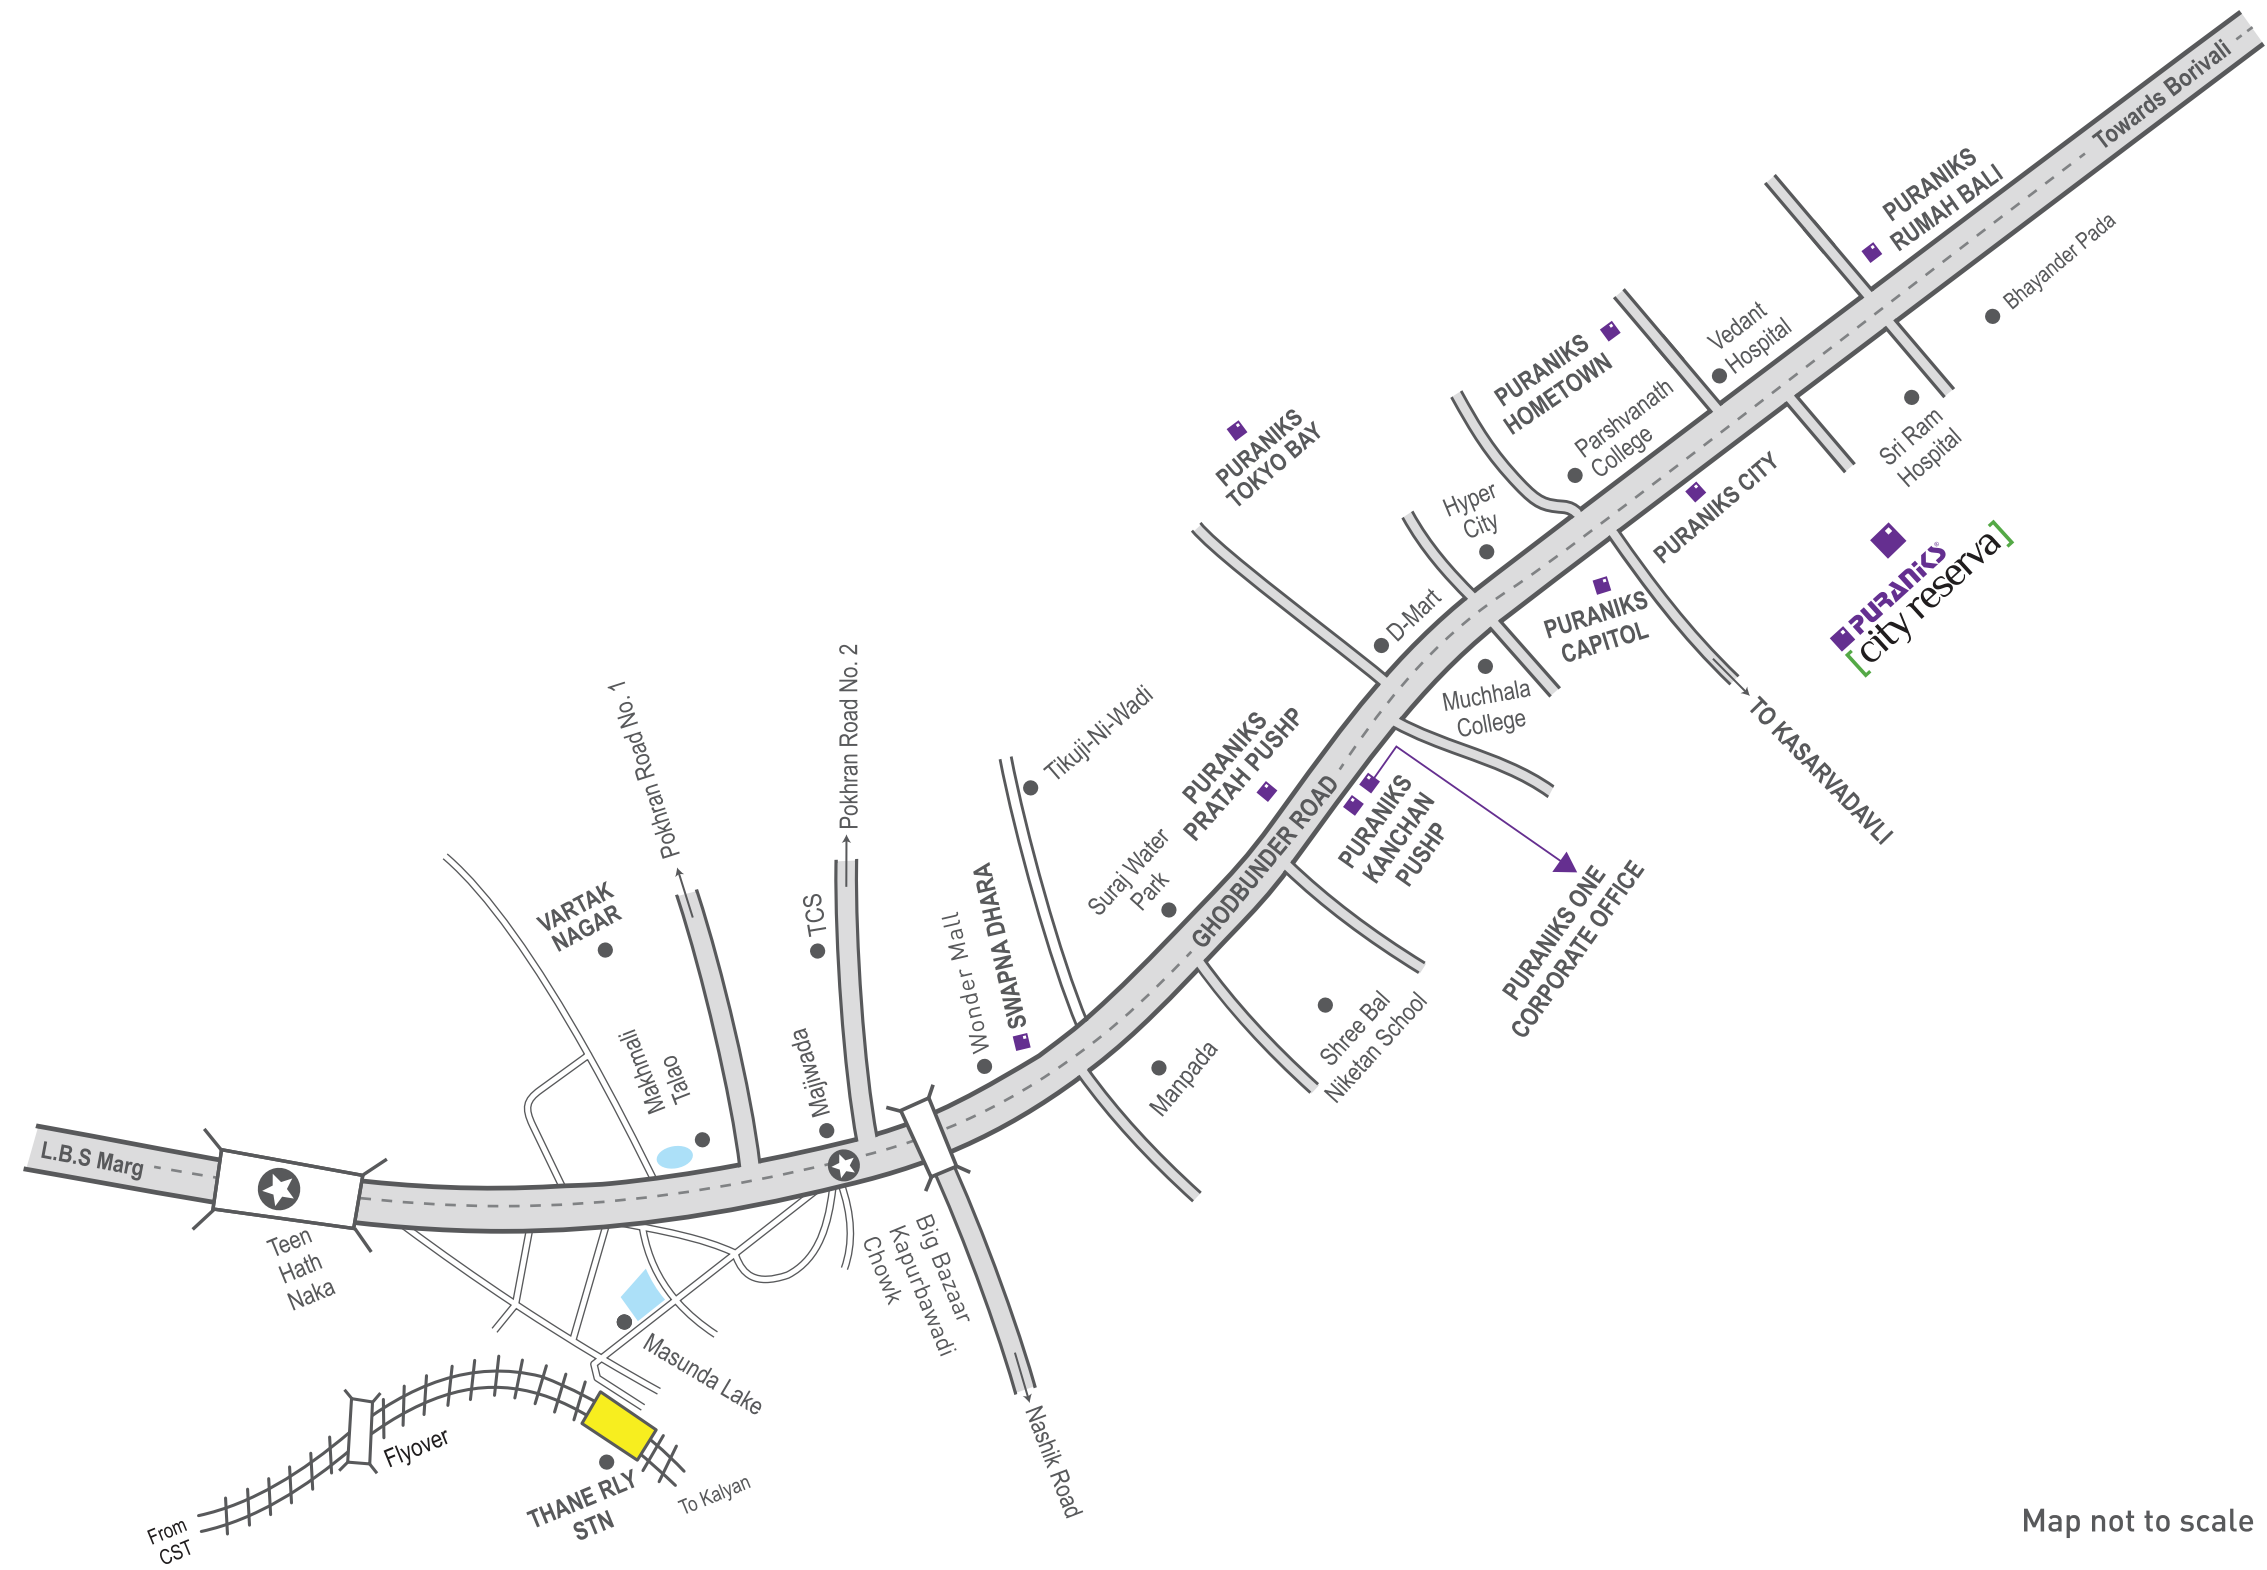 Towards Borivali
PURANIKS
RUMAH BALI
Bhayander Pada
Vedant
Hospital
PURANIKS
HOMETOWN
Parshvanath
College
Sri Ram
Hospital
PURANIKS
TOKYO BAY
Hyper
City
PURANIKS CITY
PURANIKS®
[city reserva]
D-Mart
PURANIKS
CAPITOL
Muchhala
College
TO KASARVADAVLI
Pokhran Road No. 1
Pokhran Road No. 2
Tikuji-Ni-Wadi
PURANIKS
PRATAH PUSHP
GHODBUNDER ROAD
PURANIKS
KANCHAN
PUSHP
PURANIKS ONE
CORPORATE OFFICE
Suraj Water
Park
VARTAK
NAGAR
TCS
Wonder Mall
SWAPNA DHARA
Shree Bal
Niketan School
Manpada
Makhmali
Talao
Majiwada
L.B.S Marg
Teen
Hath
Naka
Big Bazaar
Kapurbawadi
Chowk
Masunda Lake
Flyover
THANE RLY
STN
To Kalyan
From
CST
Nashik Road
Map not to scale